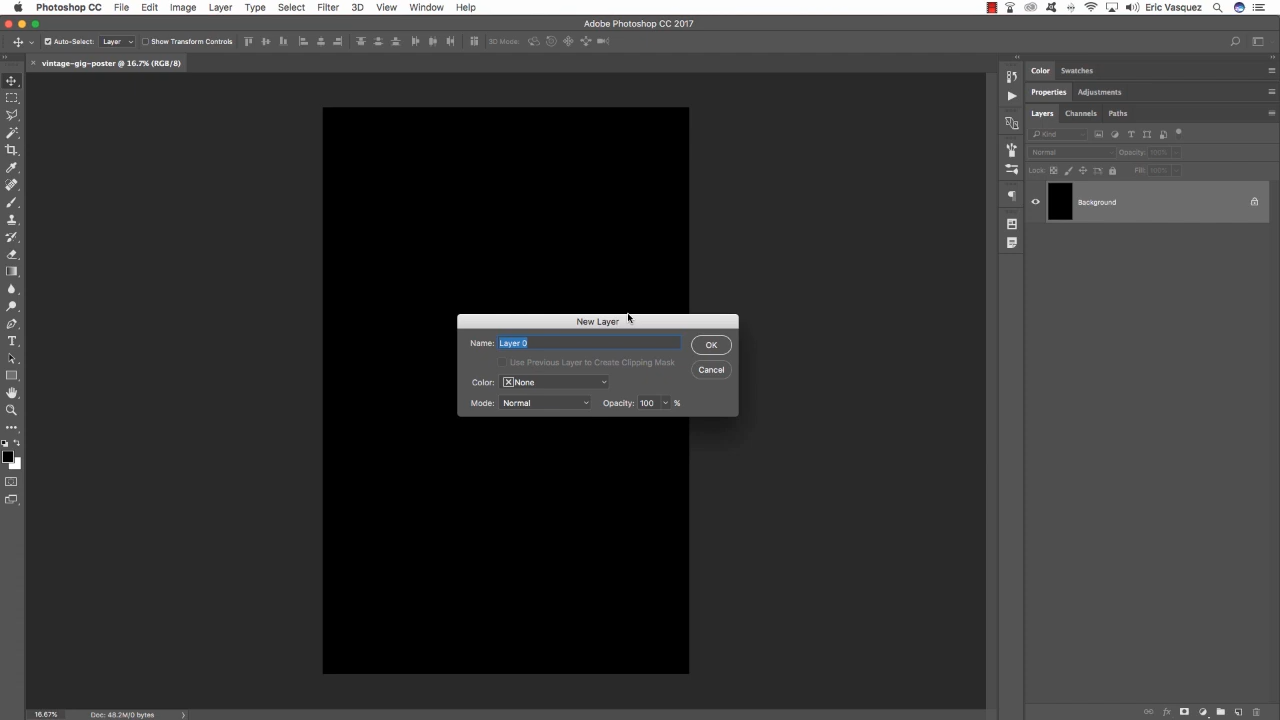 Photoshop CC File Edit Image Layer Type Select Filter 3D View Window Help Eric Vasquez
Adobe Photoshop CC 2017
Auto-Select: Layer Show Transform Controls 3D Mode:
vintage-gig-poster @ 16.7% (RGB/8)
Color Swatches
Properties Adjustments
Layers Channels Paths
Kind
Normal Opacity: 100%
Lock: Fill: 100%
Background
New Layer
Name: Layer 0 OK
Use Previous Layer to Create Clipping Mask
Cancel
Color: None
Mode: Normal Opacity: 100 %
16.67% Doc: 48.2M/0 bytes